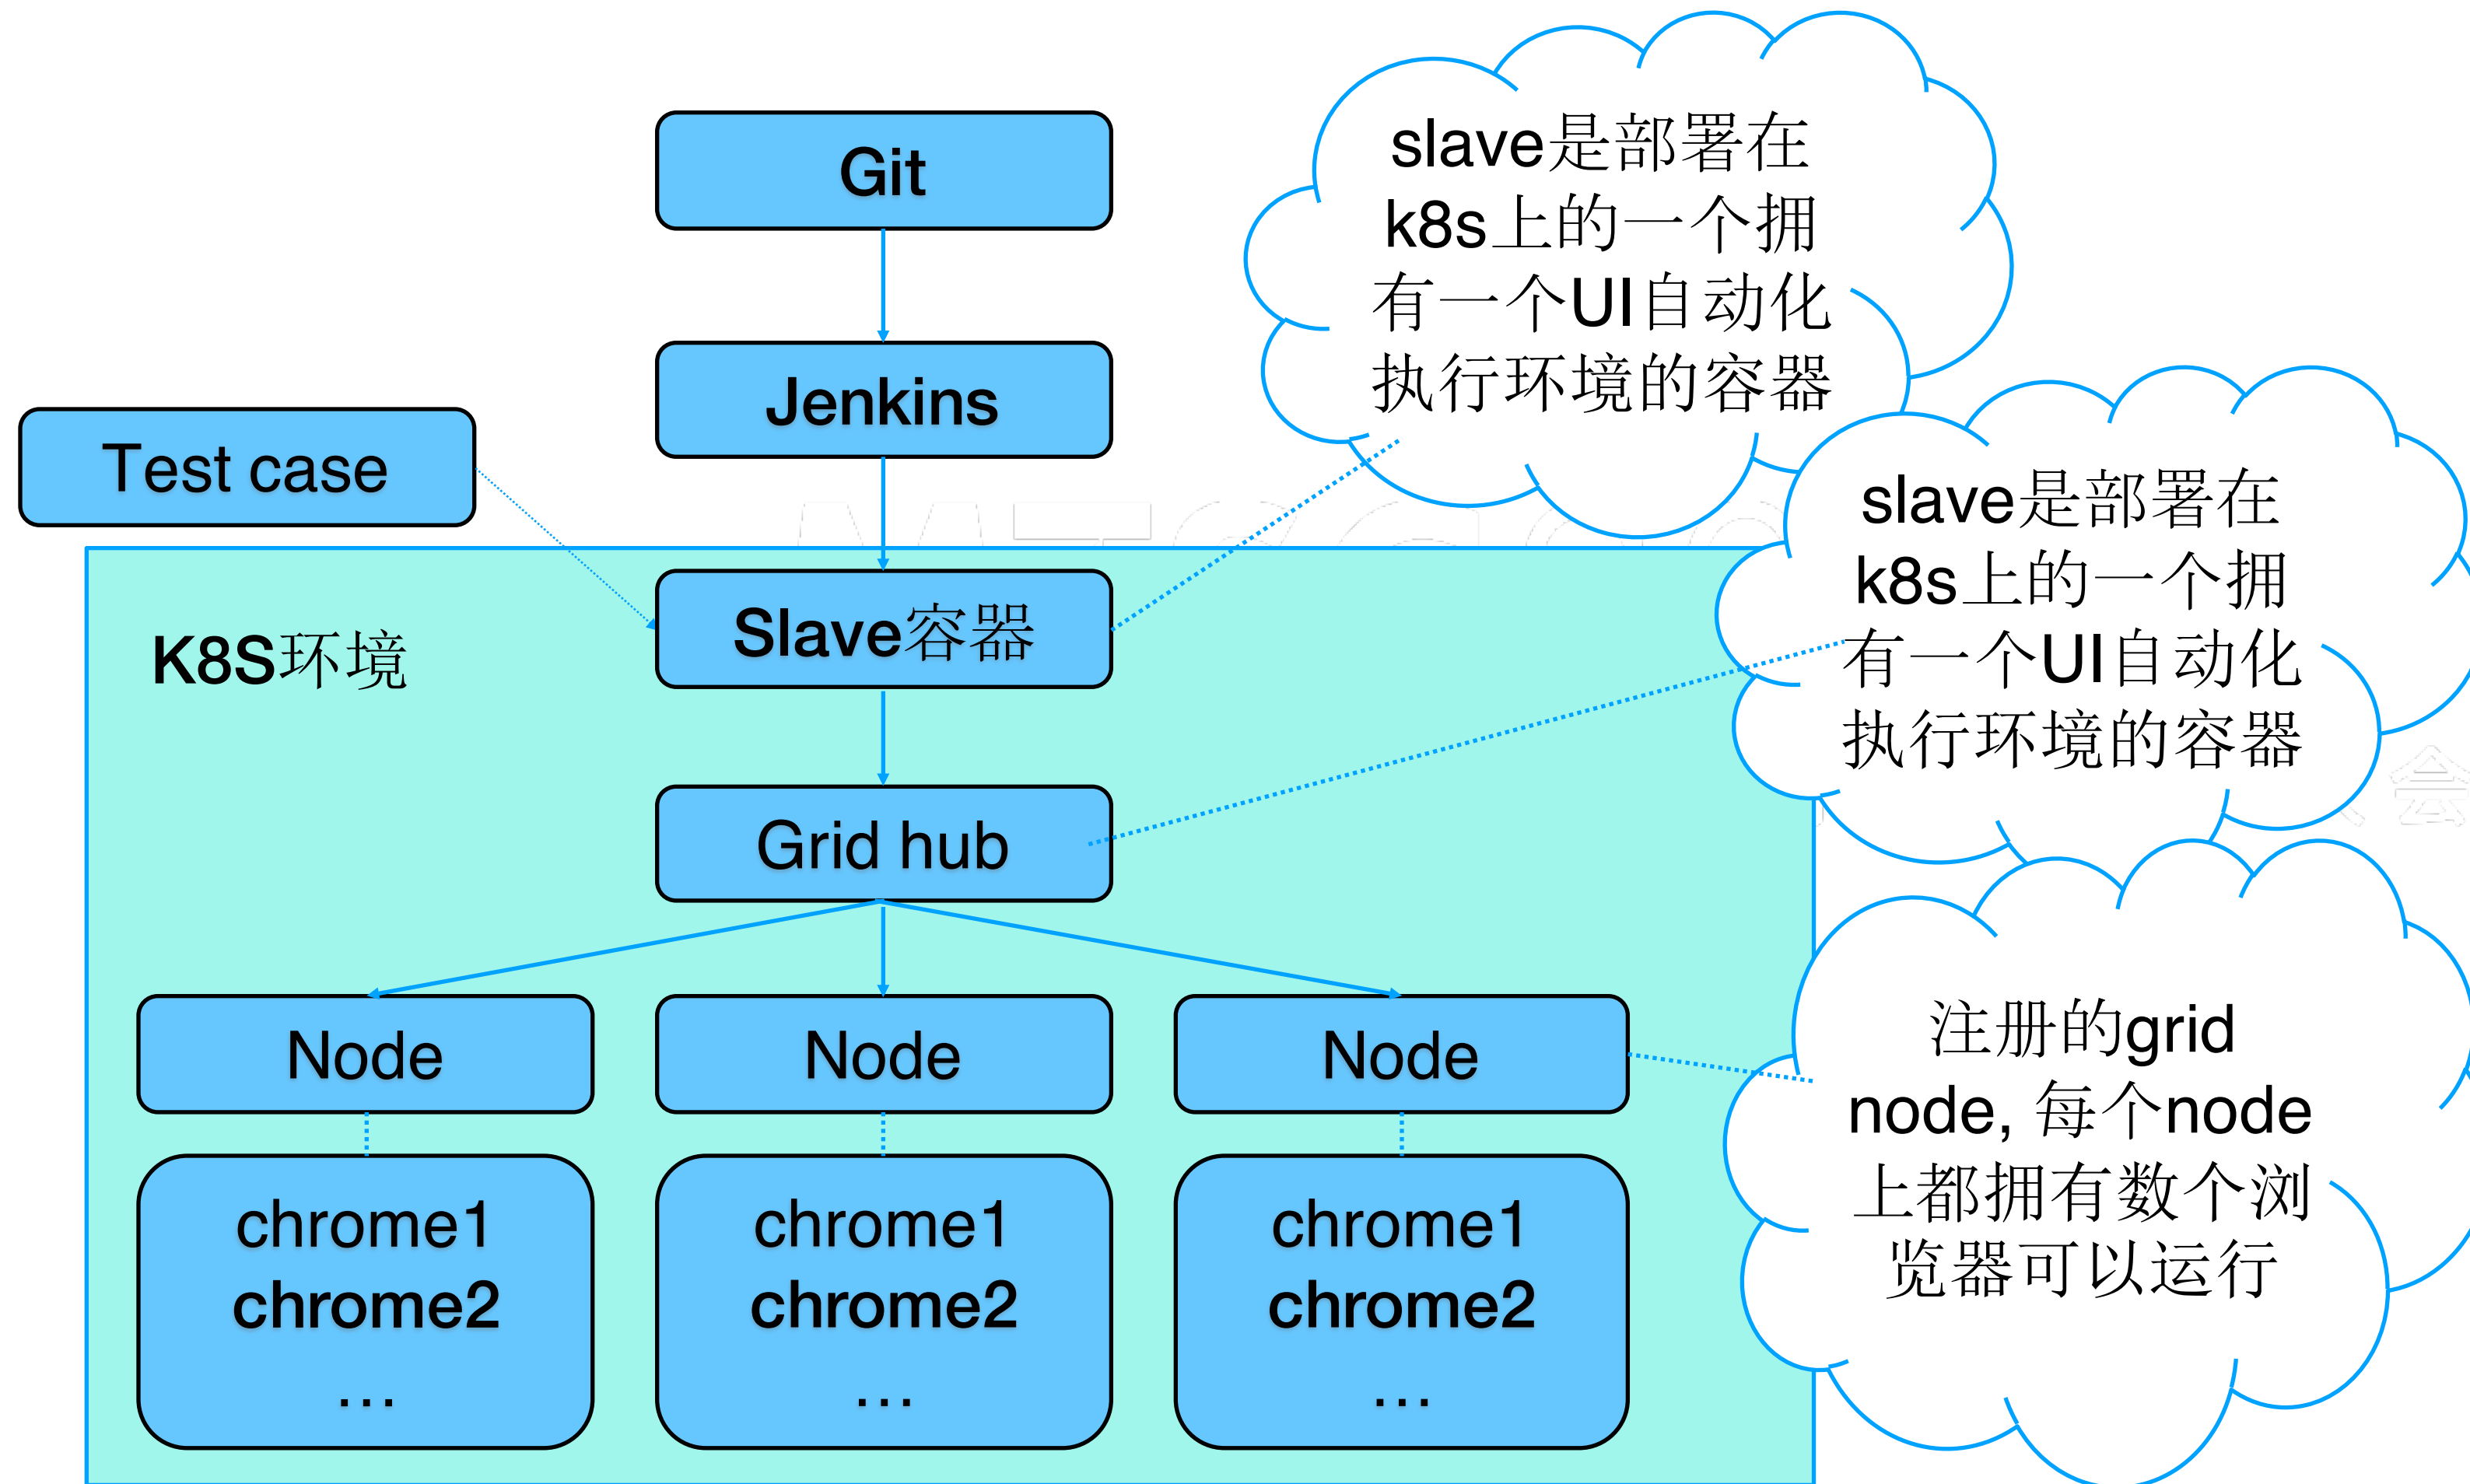 Git
Jenkins
Test case
slave是部署在
k8s上的一个拥
有一个UI自动化
执行环境的容器
K8S环境
Slave容器
slave是部署在
k8s上的一个拥
有一个UI自动化
执行环境的容器
Grid hub
Node
Node
Node
注册的grid
node, 每个node
上都拥有数个浏
览器可以运行
chrome1
chrome2
…
chrome1
chrome2
…
chrome1
chrome2
…
会